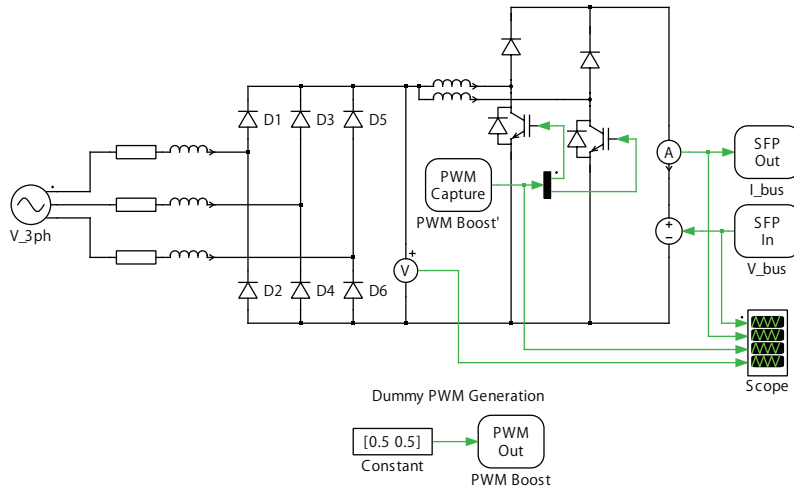 D1
D3
D5
V_3ph
PWM
Capture
PWM Boost'
A
SFP
Out
I_bus
+
−
SFP
In
V_bus
D2
D4
D6
V
+
Scope
Dummy PWM Generation
[0.5 0.5]
Constant
PWM
Out
PWM Boost